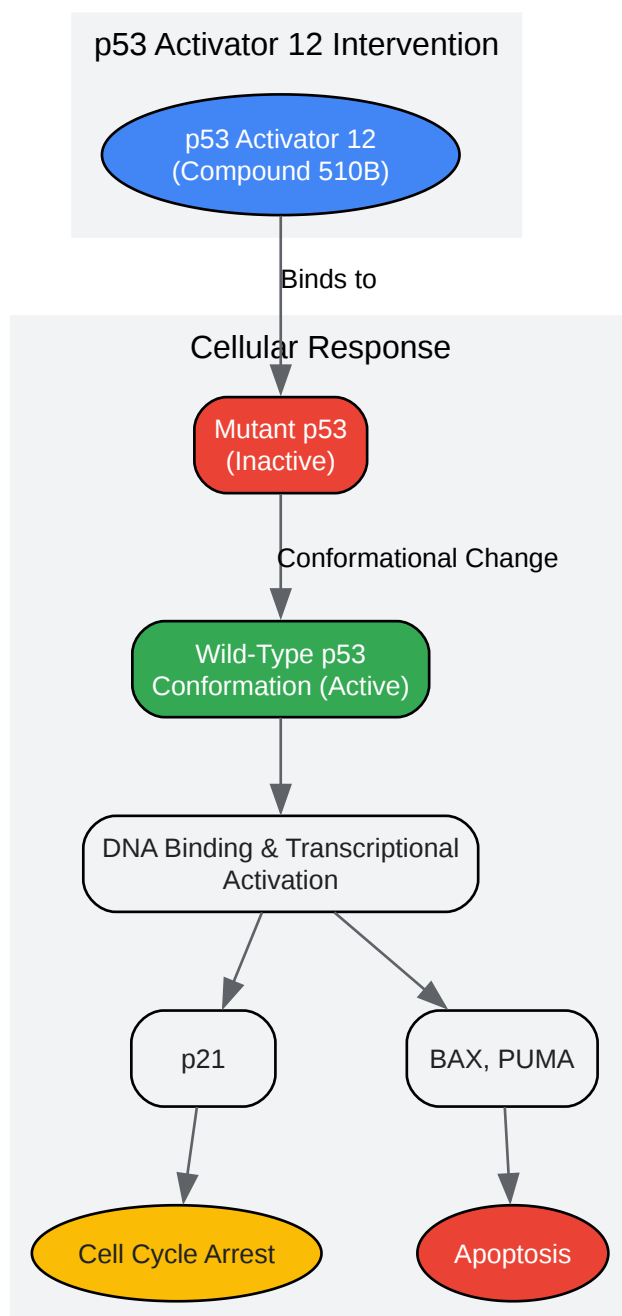 p53 Activator 12 Intervention
p53 Activator 12
(Compound 510B)
Binds to
Cellular Response
Mutant p53
(Inactive)
Conformational Change
Wild-Type p53
Conformation (Active)
DNA Binding & Transcriptional
Activation
p21
BAX, PUMA
Cell Cycle Arrest
Apoptosis